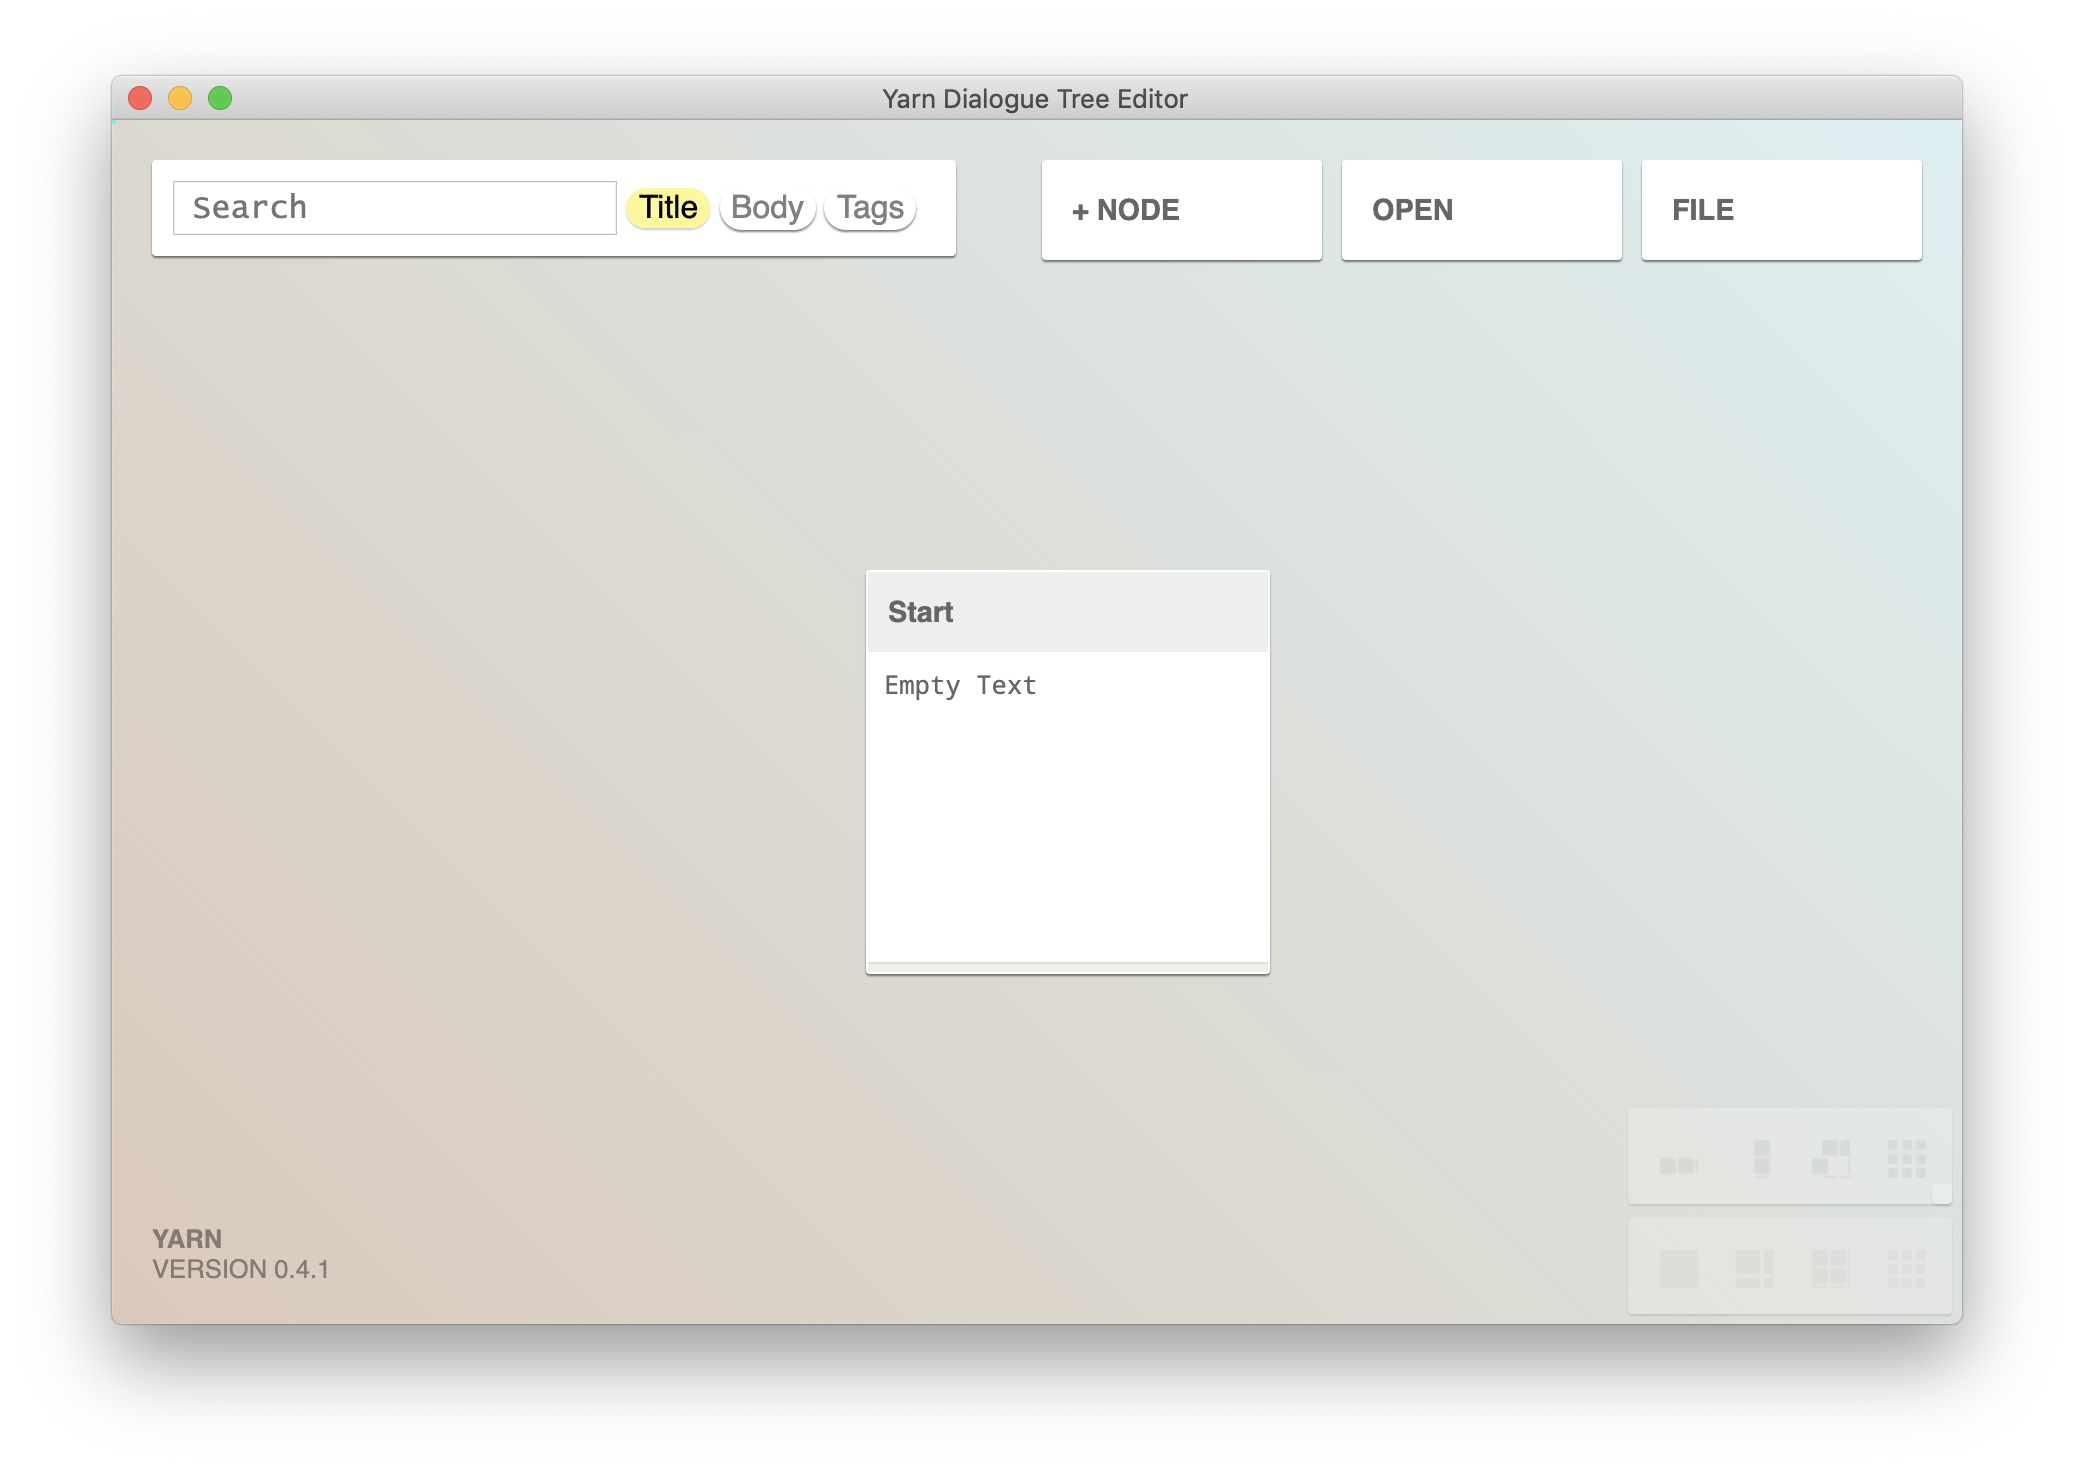 Yarn Dialogue Tree Editor
Search Title Body Tags + NODE OPEN FILE
Start
Empty Text
YARN
VERSION 0.4.1